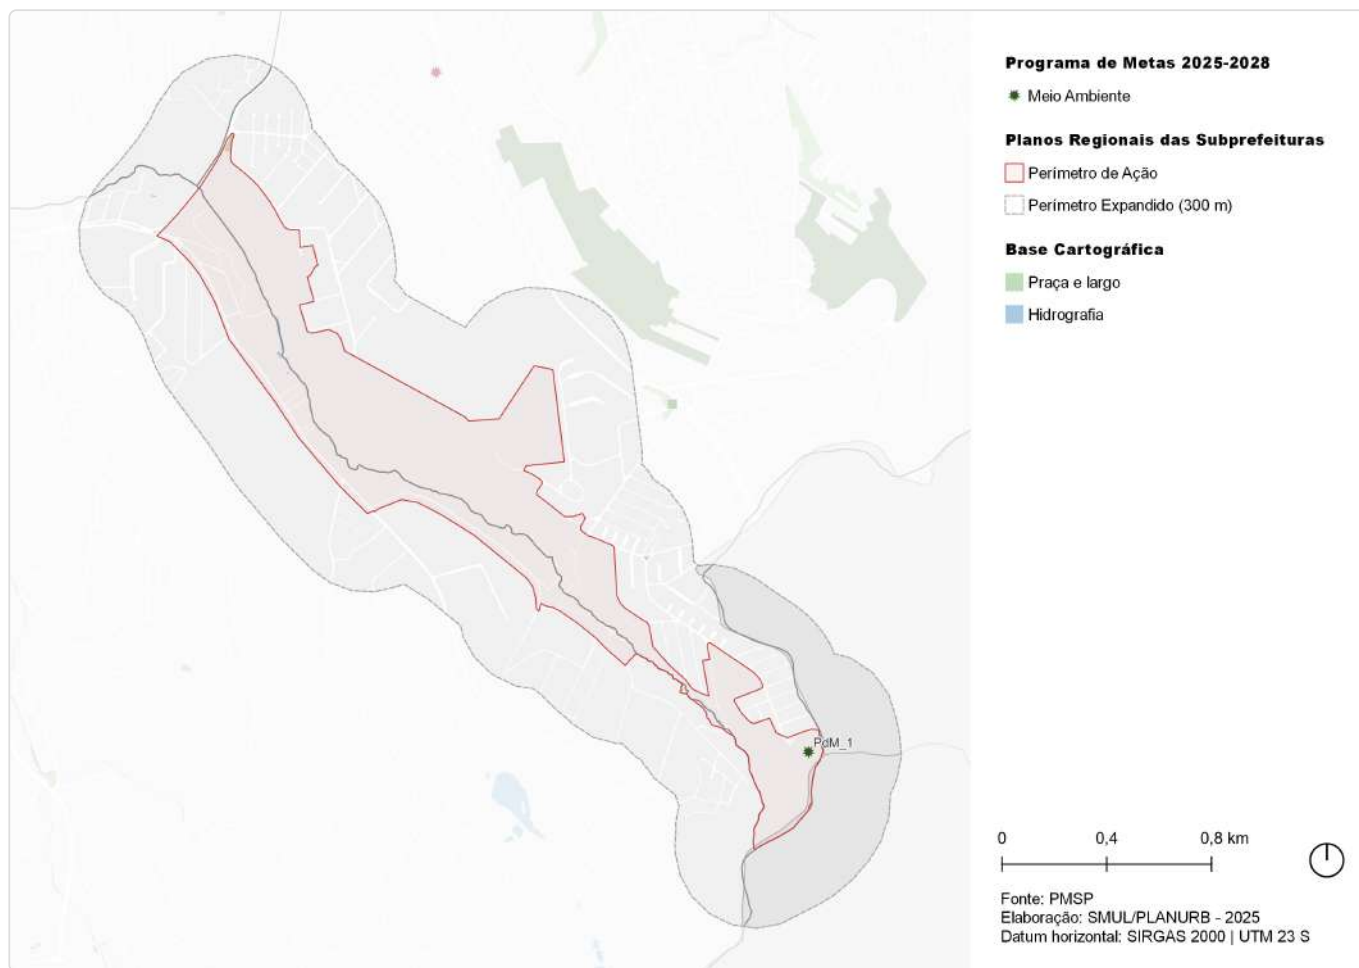 Programa de Metas 2025-2028
Meio Ambiente
Planos Regionais das Subprefeituras
Perímetro de Ação
Perímetro Expandido (300 m)
Base Cartográfica
Praça e largo
Hidrografia
PdM_1
0 0,4 0,8 km
Fonte: PMSP
Elaboração: SMUL/PLANURB - 2025
Datum horizontal: SIRGAS 2000 | UTM 23 S